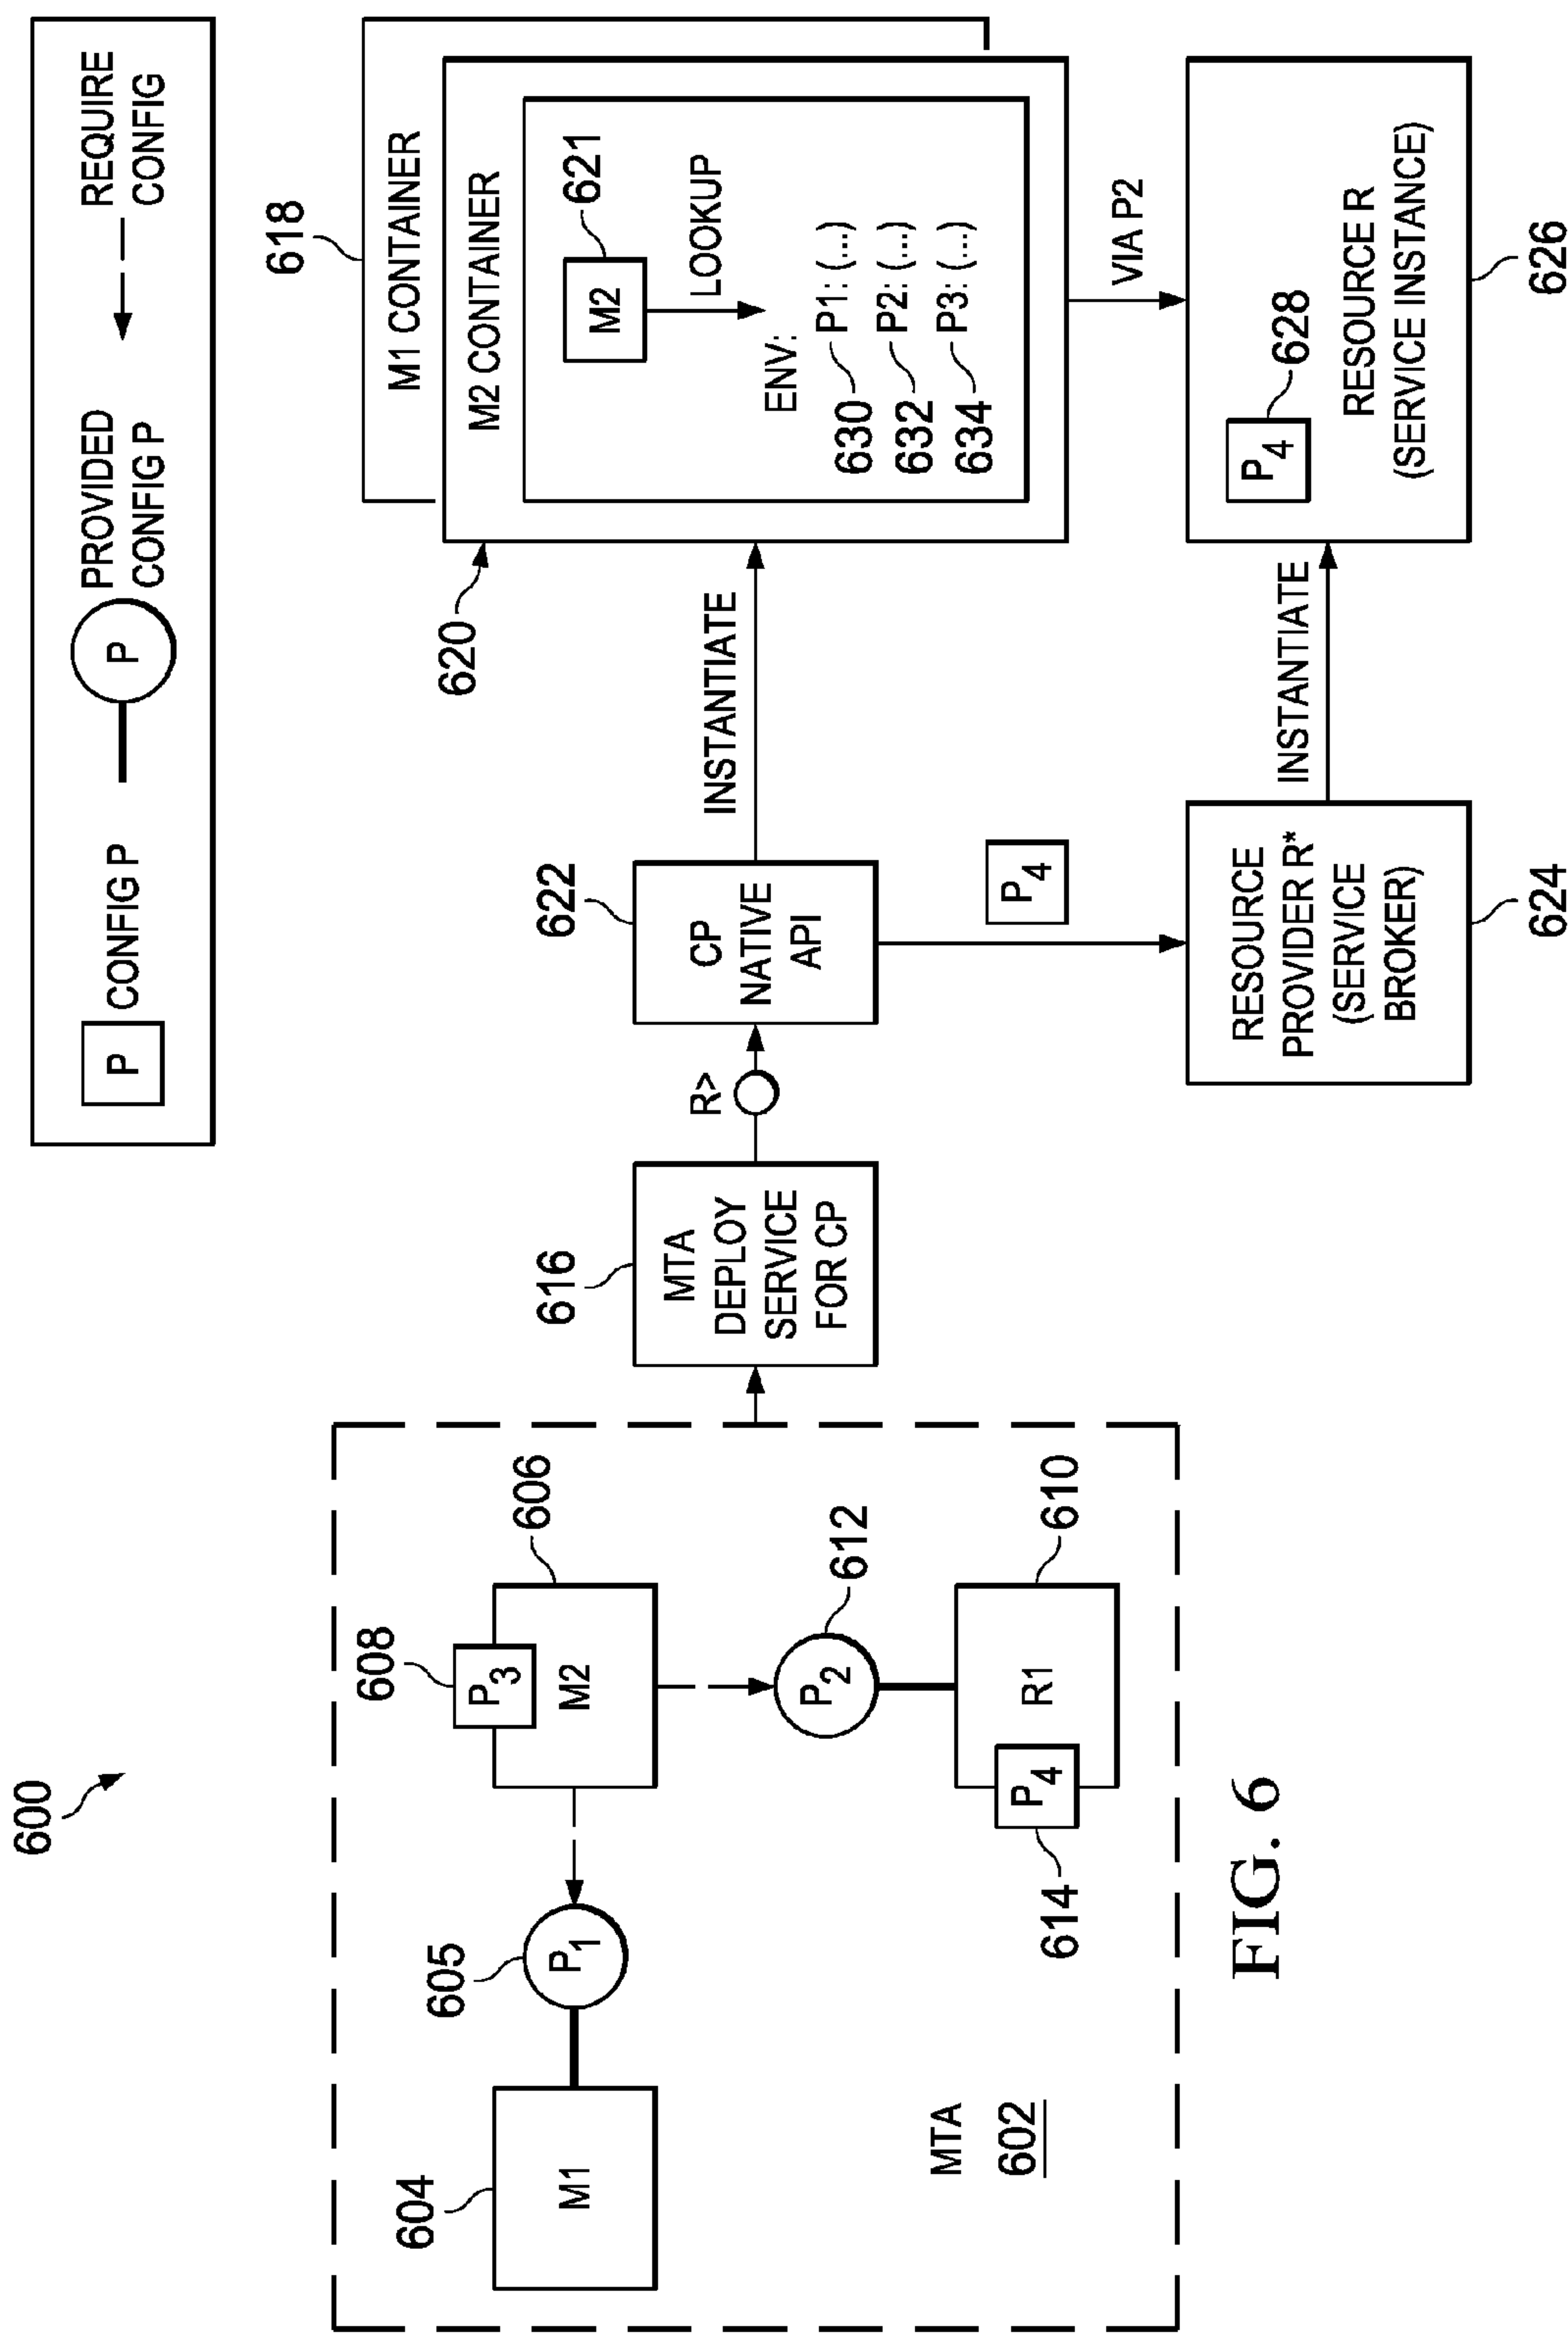 600
P
CONFIG P
P
PROVIDED
CONFIG P
REQUIRE
CONFIG
604
M1
605
P1
608
P3
M2
606
P2
612
R1
610
P4
614
MTA
602
616
MTA
DEPLOY
SERVICE
FOR CP
R>
622
CP
NATIVE
API
INSTANTIATE
618
M1 CONTAINER
620
M2 CONTAINER
M2
621
LOOKUP
ENV:
630
P1: (...)
632
P2: (...)
634
P3: (...)
P4
VIA P2
RESOURCE
PROVIDER R*
(SERVICE
BROKER)
624
INSTANTIATE
P4
628
RESOURCE R
(SERVICE INSTANCE)
626
FIG. 6